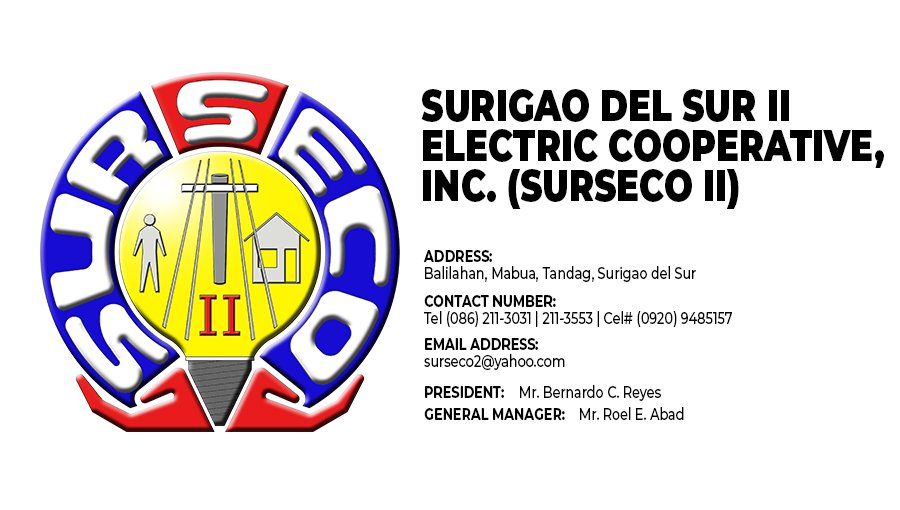 SURSECO
II
SURIGAO DEL SUR II
ELECTRIC COOPERATIVE,
INC. (SURSECO II)
ADDRESS:
Balilahan, Mabua, Tandag, Surigao del Sur
CONTACT NUMBER:
Tel (086) 211-3031 | 211-3553 | Cel# (0920) 9485157
EMAIL ADDRESS:
surseco2@yahoo.com
PRESIDENT: Mr. Bernardo C. Reyes
GENERAL MANAGER: Mr. Roel E. Abad